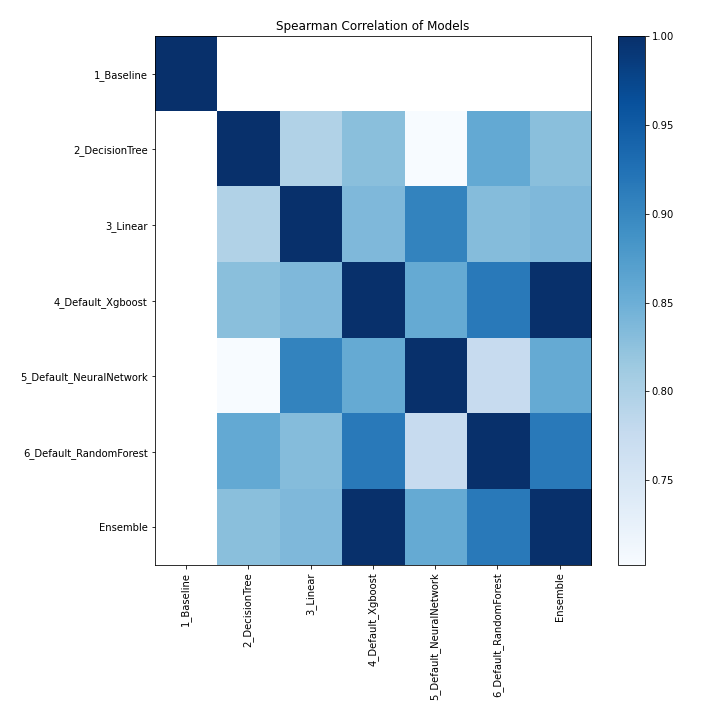 Spearman Correlation of Models
1_Baseline
2_DecisionTree
3_Linear
4_Default_Xgboost
5_Default_NeuralNetwork
6_Default_RandomForest
Ensemble
1_Baseline
2_DecisionTree
3_Linear
4_Default_Xgboost
5_Default_NeuralNetwork
6_Default_RandomForest
Ensemble
1.00
0.95
0.90
0.85
0.80
0.75